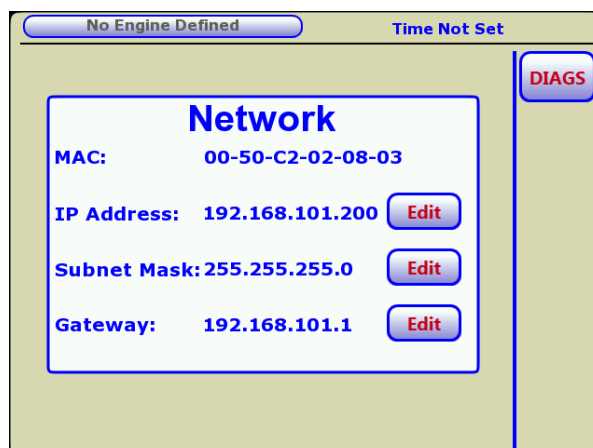 No Engine Defined Time Not Set
DIAGS
Network
MAC: 00-50-C2-02-08-03
IP Address: 192.168.101.200 Edit
Subnet Mask: 255.255.255.0 Edit
Gateway: 192.168.101.1 Edit